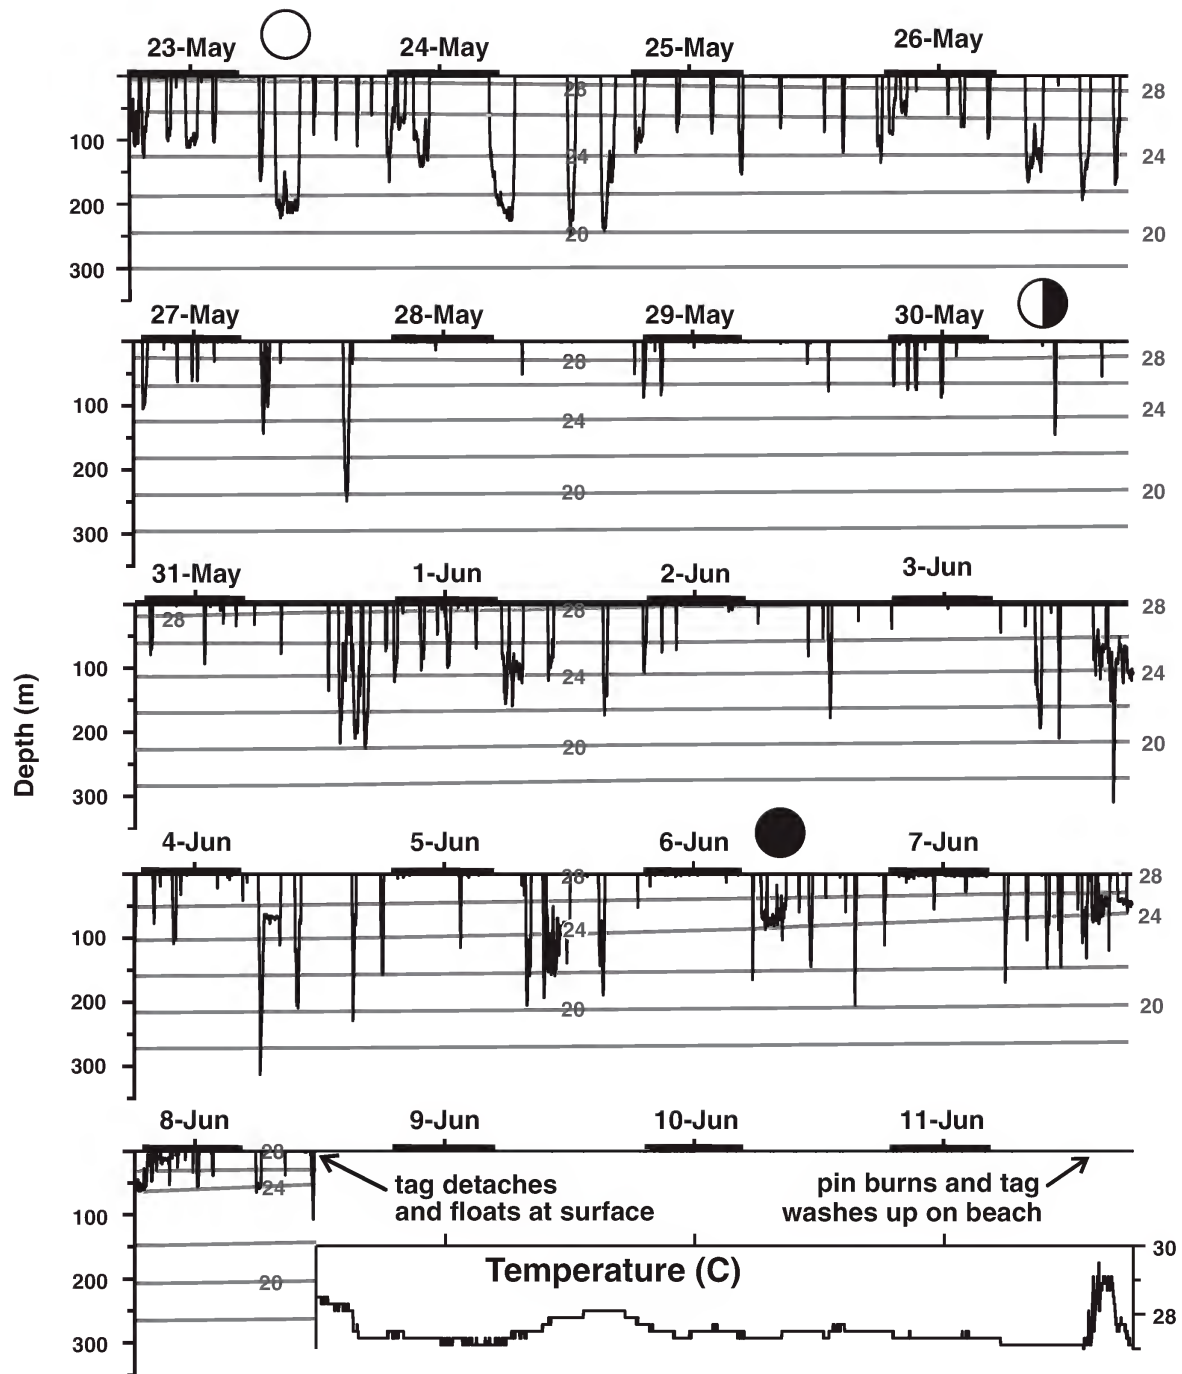 23-May 24-May 25-May 26-May
28 28
100 24 24
200 20 20
300
27-May 28-May 29-May 30-May
28 28
100 24 24
200 20 20
300
31-May 1-Jun 2-Jun 3-Jun
28 28 28
100 24 24
200 20 20
300
Depth (m)
4-Jun 5-Jun 6-Jun 7-Jun
28 28
100 24 24
200 20 20
300
8-Jun 9-Jun 10-Jun 11-Jun
28
24
tag detaches pin burns and tag
100 and floats at surface washes up on beach
30
Temperature (C)
200 20
28
300